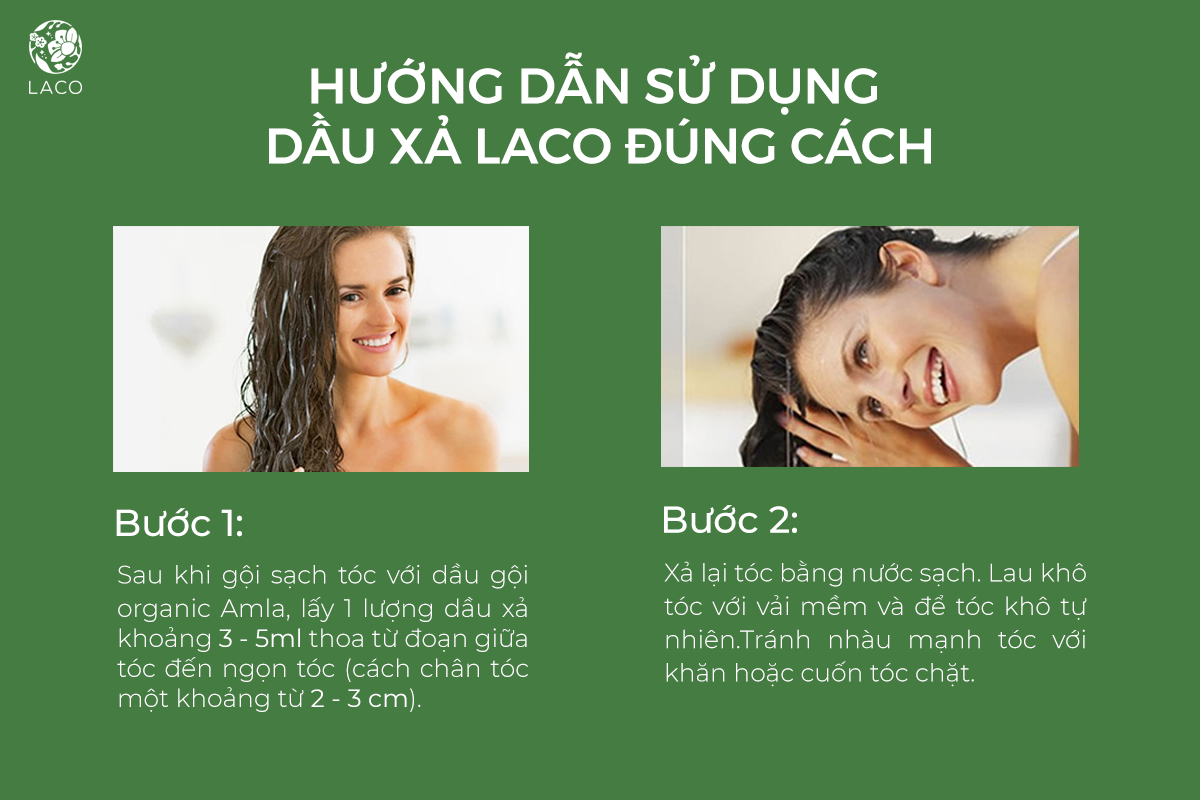 LACO
HƯỚNG DẪN SỬ DỤNG
DẦU XẢ LACO ĐÚNG CÁCH
Bước 1:
Sau khi gội sạch tóc với dầu gội
organic Amla, lấy 1 lượng dầu xả
khoảng 3 - 5ml thoa từ đoạn giữa
tóc đến ngọn tóc (cách chân tóc
một khoảng từ 2 - 3 cm).
Bước 2:
Xả lại tóc bằng nước sạch. Lau khô
tóc với vải mềm và để tóc khô tự
nhiên.Tránh nhàu mạnh tóc với
khăn hoặc cuốn tóc chặt.